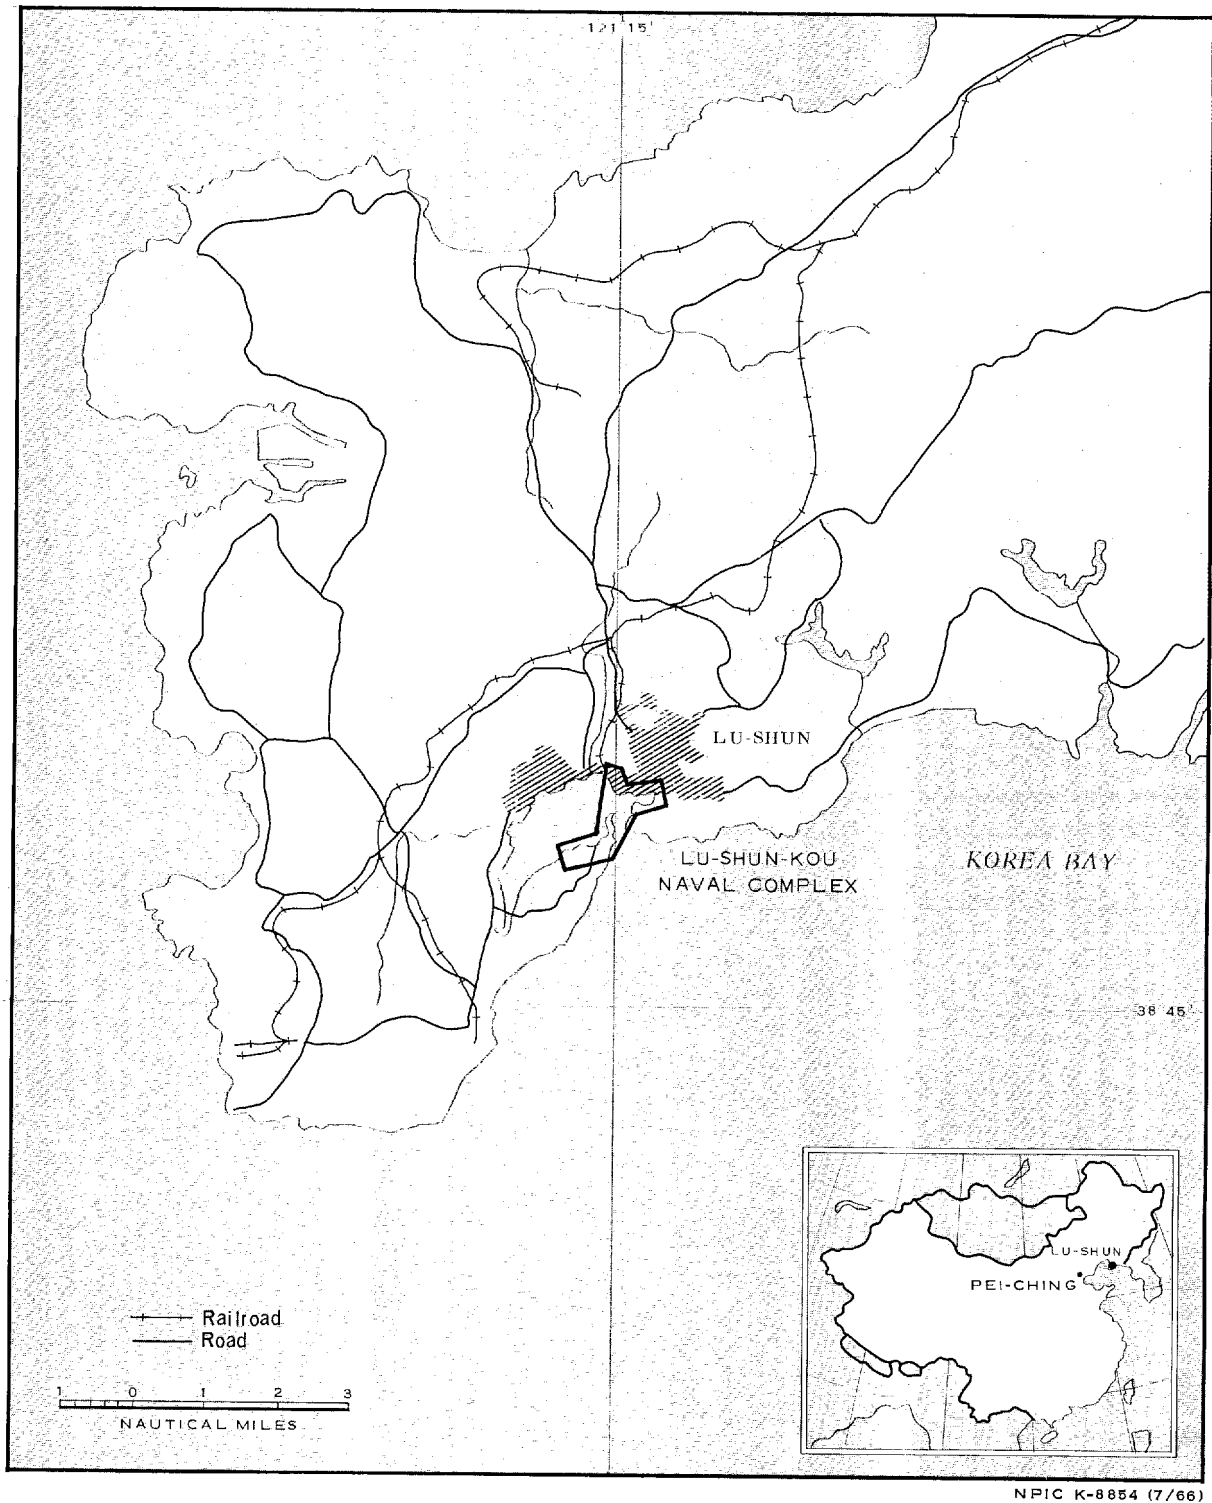 121 15'
LU-SHUN
LU-SHUN-KOU
NAVAL COMPLEX
KOREA BAY
38 45'
LU-SHUN
PEI-CHING
Railroad
Road
1 0 1 2 3
NAUTICAL MILES
NPIC K-8854 (7/66)